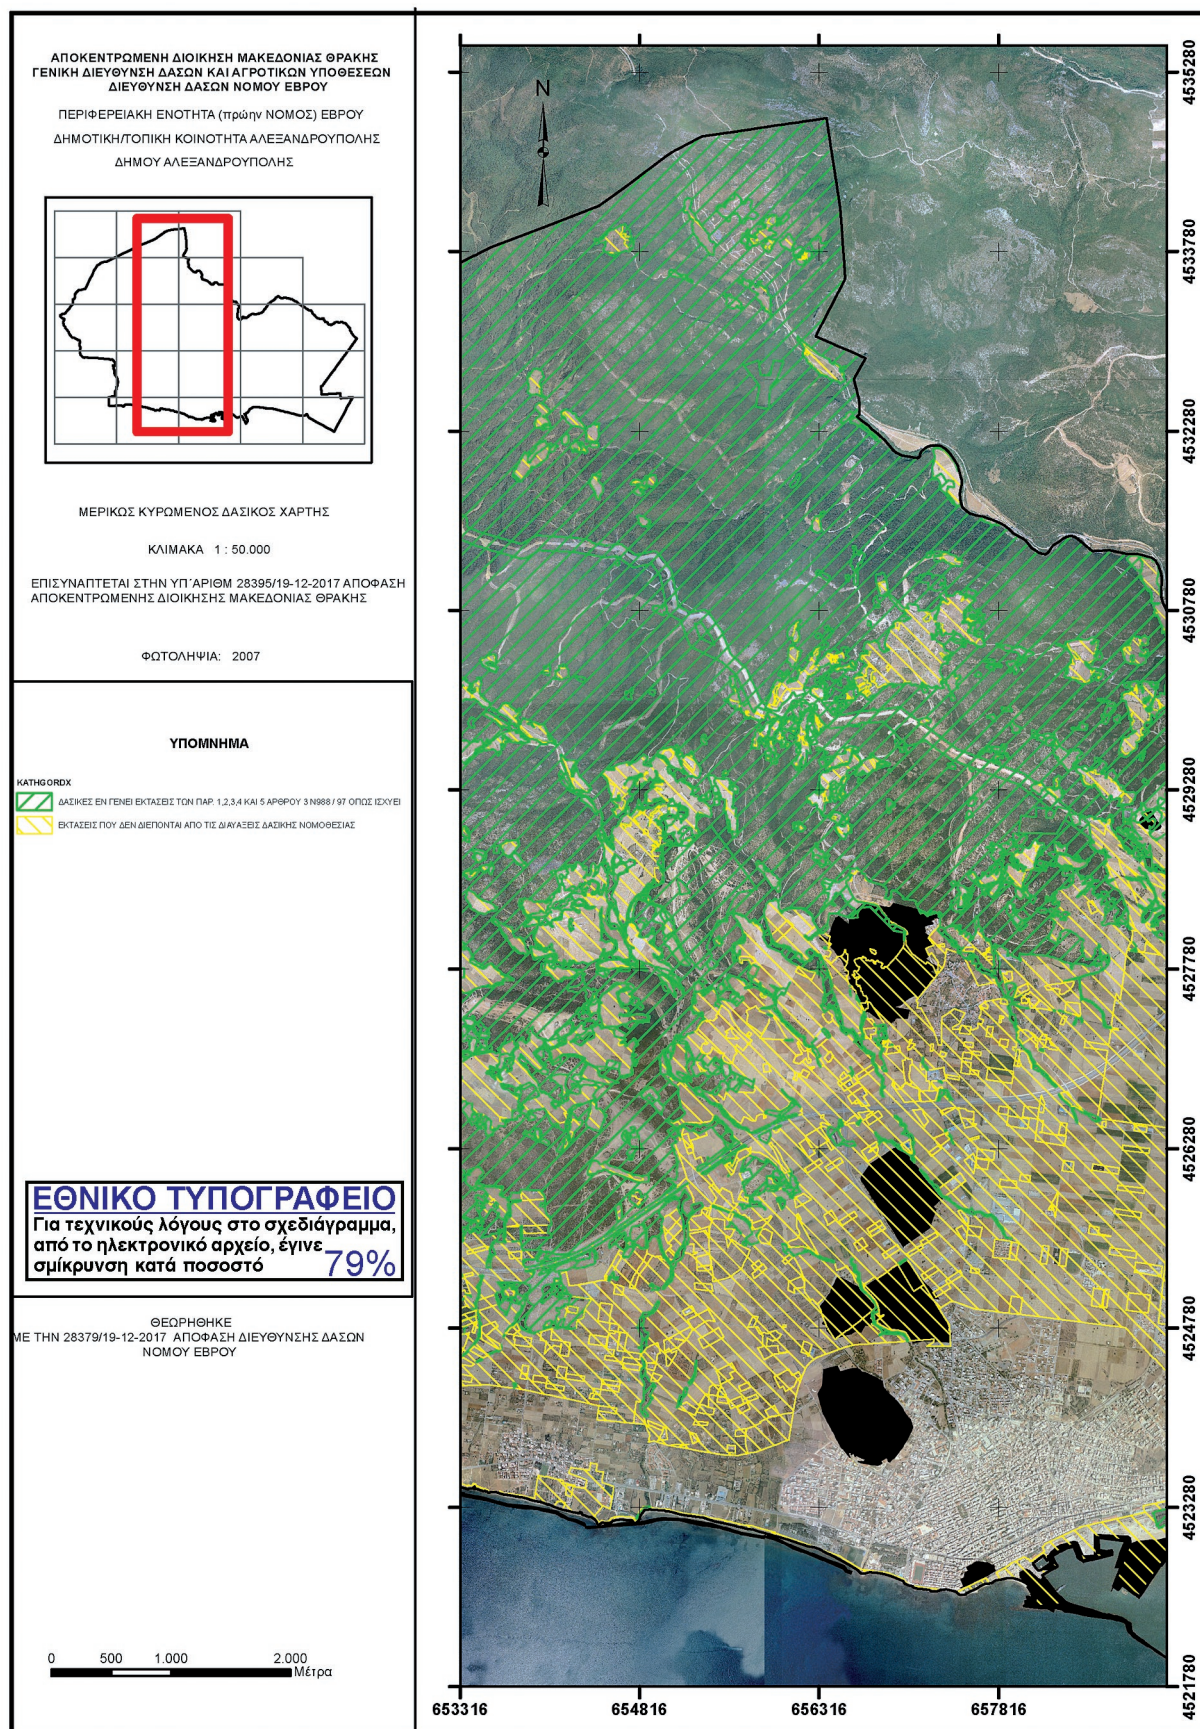 ΑΠΟΚΕΝΤΡΩΜΕΝΗ ΔΙΟΙΚΗΣΗ ΜΑΚΕΔΟΝΙΑΣ ΘΡΑΚΗΣ
ΓΕΝΙΚΗ ΔΙΕΥΘΥΝΣΗ ΔΑΣΩΝ ΚΑΙ ΑΓΡΟΤΙΚΩΝ ΥΠΟΘΕΣΕΩΝ
ΔΙΕΥΘΥΝΣΗ ΔΑΣΩΝ ΝΟΜΟΥ ΕΒΡΟΥ
ΠΕΡΙΦΕΡΕΙΑΚΗ ΕΝΟΤΗΤΑ (πρώην ΝΟΜΟΣ) ΕΒΡΟΥ
ΔΗΜΟΤΙΚΗ/ΤΟΠΙΚΗ ΚΟΙΝΟΤΗΤΑ ΑΛΕΞΑΝΔΡΟΥΠΟΛΗΣ
ΔΗΜΟΥ ΑΛΕΞΑΝΔΡΟΥΠΟΛΗΣ
ΜΕΡΙΚΩΣ ΚΥΡΩΜΕΝΟΣ ΔΑΣΙΚΟΣ ΧΑΡΤΗΣ
ΚΛΙΜΑΚΑ 1 : 50.000
ΕΠΙΣΥΝΑΠΤΕΤΑΙ ΣΤΗΝ ΥΠ΄ΑΡΙΘΜ 28395/19-12-2017 ΑΠΟΦΑΣΗ
ΑΠΟΚΕΝΤΡΩΜΕΝΗΣ ΔΙΟΙΚΗΣΗΣ ΜΑΚΕΔΟΝΙΑΣ ΘΡΑΚΗΣ
ΦΩΤΟΛΗΨΙΑ: 2007
ΥΠΟΜΝΗΜΑ
KATHGORDX
ΔΑΣΙΚΕΣ ΕΝ ΓΕΝΕΙ ΕΚΤΑΣΕΙΣ ΤΟΝ ΠΑΡ. 1,2,3,4 ΚΑΙ 5 ΑΡΘΡΟΥ 3 Ν988 / 97 ΟΠΩΣ ΙΣΧΥΕΙ
ΕΚΤΑΣΕΙΣ ΠΟΥ ΔΕΝ ΔΙΕΠΟΝΤΑΙ ΑΠΟ ΤΙΣ ΔΙΑΥΑΞΕΙΣ ΔΑΣΙΚΗΣ ΝΟΜΟΘΕΣΙΑΣ
ΕΘΝΙΚΟ ΤΥΠΟΓΡΑΦΕΙΟ
Για τεχνικούς λόγους στο σχεδιάγραμμα,
από το ηλεκτρονικό αρχείο, έγινε
σμίκρυνση κατά ποσοστό 79%
ΘΕΩΡΗΘΗΚΕ
ΜΕ ΤΗΝ 28379/19-12-2017 ΑΠΟΦΑΣΗ ΔΙΕΥΘΥΝΣΗΣ ΔΑΣΩΝ
ΝΟΜΟΥ ΕΒΡΟΥ
0 500 1.000 2.000
Μέτρα
N
4535280
4533780
4532280
4530780
4529280
4527780
4526280
4524780
4523280
4521780
653316 654816 656316 657816